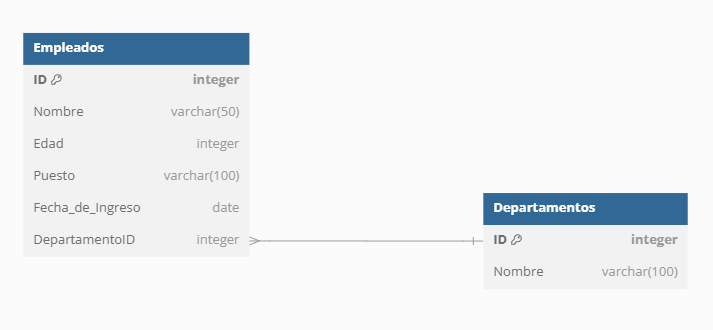 Empleados
ID integer
Nombre varchar(50)
Edad integer
Puesto varchar(100)
Fecha_de_Ingreso date
DepartamentoID integer
Departamentos
ID integer
Nombre varchar(100)